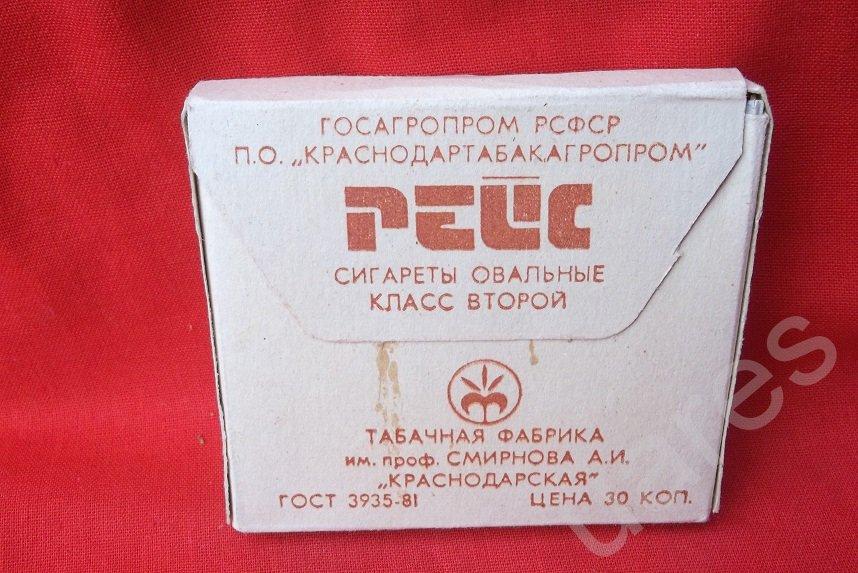 ГОСАГРОПРОМ РСФСР
П.О. „КРАСНОДАРТАБАКАГРОПРОМ"
РЕЙС
СИГАРЕТЫ ОВАЛЬНЫЕ
КЛАСС ВТОРОЙ
ТАБАЧНАЯ ФАБРИКА
им. проф. СМИРНОВА А.И.
„КРАСНОДАРСКАЯ"
ГОСТ 3935-81 ЦЕНА 30 КОП.